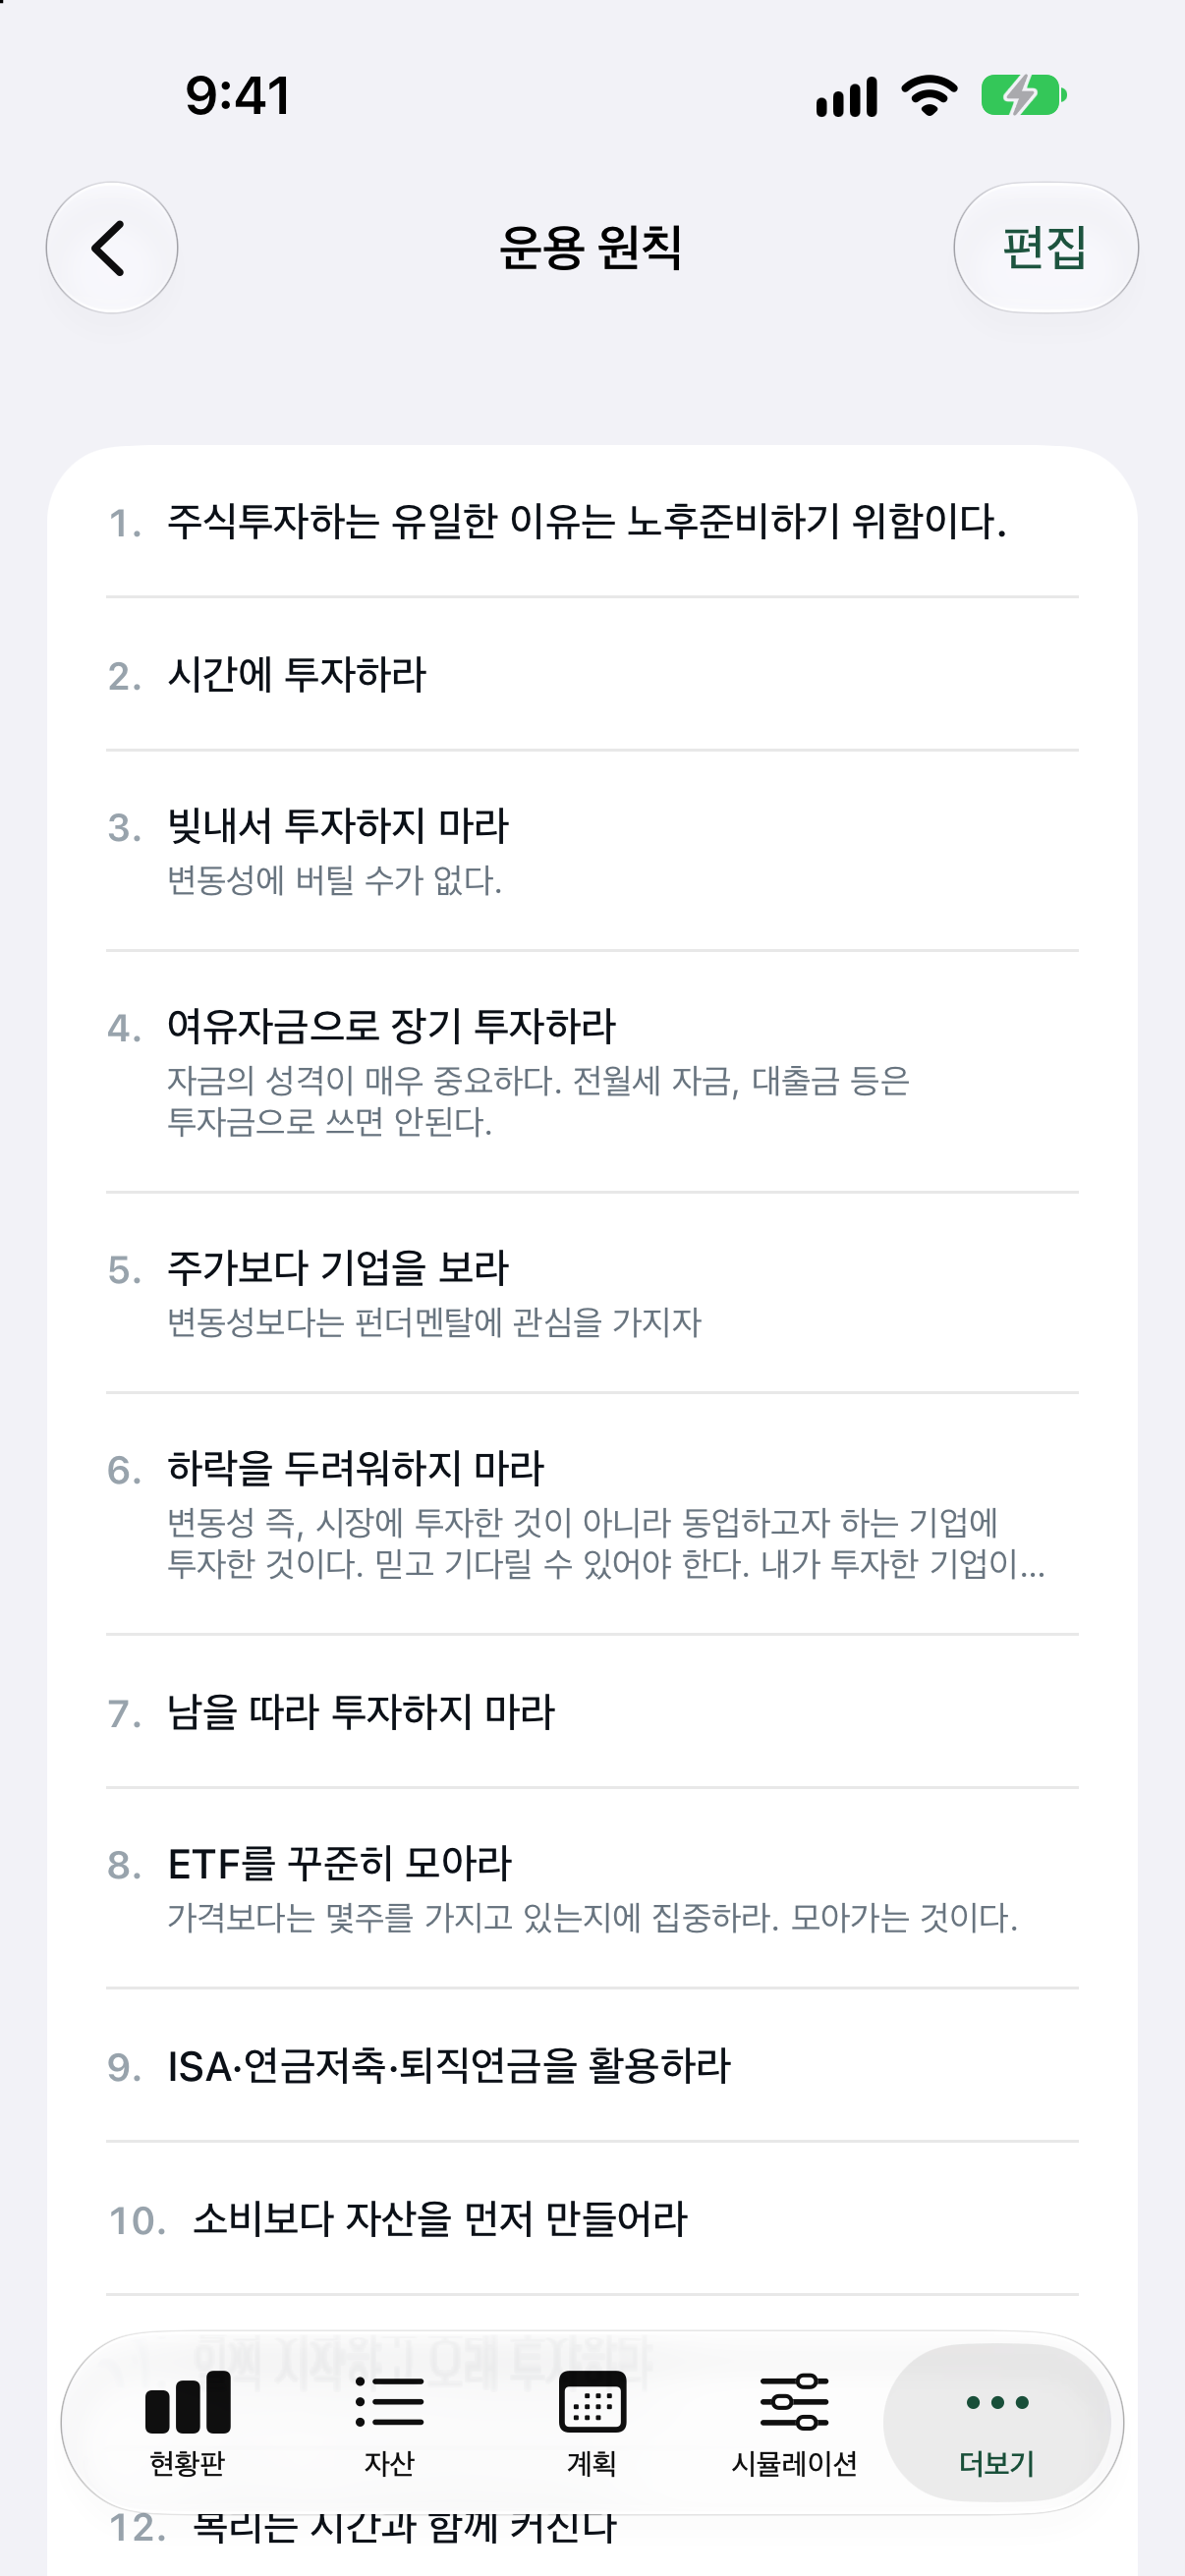 9:41
운용 원칙
편집
1. 주식투자하는 유일한 이유는 노후준비하기 위함이다.
2. 시간에 투자하라
3. 빚내서 투자하지 마라
변동성에 버틸 수가 없다.
4. 여유자금으로 장기 투자하라
자금의 성격이 매우 중요하다. 전월세 자금, 대출금 등은
투자금으로 쓰면 안된다.
5. 주가보다 기업을 보라
변동성보다는 펀더멘탈에 관심을 가지자
6. 하락을 두려워하지 마라
변동성 즉, 시장에 투자한 것이 아니라 동업하고자 하는 기업에
투자한 것이다. 믿고 기다릴 수 있어야 한다. 내가 투자한 기업이...
7. 남을 따라 투자하지 마라
8. ETF를 꾸준히 모아라
가격보다는 몇주를 가지고 있는지에 집중하라. 모아가는 것이다.
9. ISA·연금저축·퇴직연금을 활용하라
10. 소비보다 자산을 먼저 만들어라
현황판
자산
계획
시뮬레이션
더보기
12. 복리는 시간과 함께 커진다